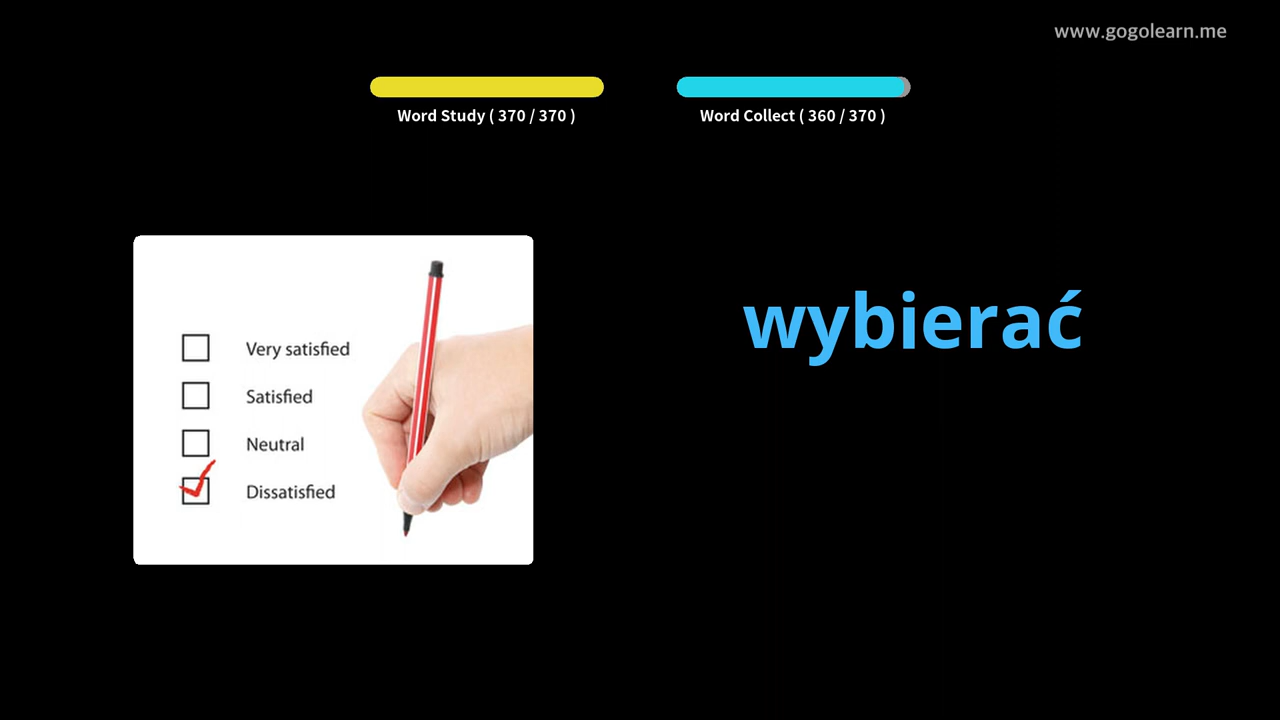 www.gogolearn.me
Word Study ( 370 / 370 )
Word Collect ( 360 / 370 )
wybierać
Very satisfied
Satisfied
Neutral
Dissatisfied